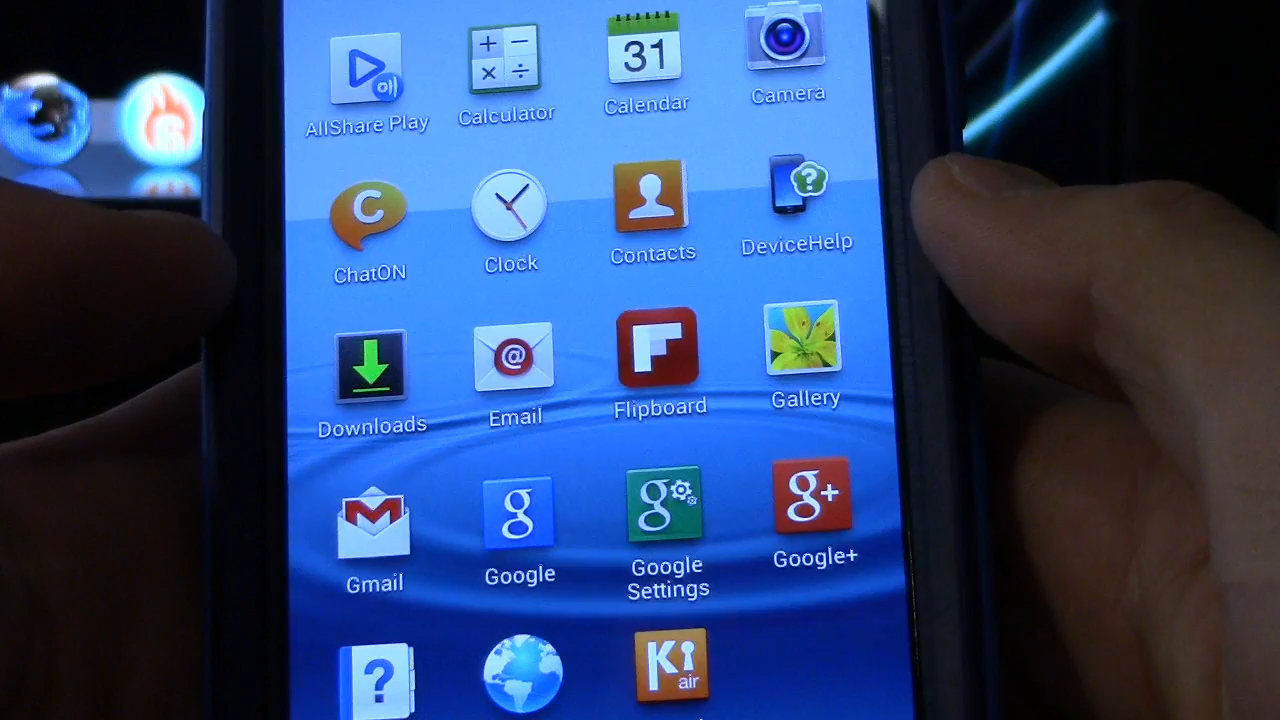 AllShare Play
Calculator
31
Calendar
Camera
C
ChatON
Clock
Contacts
?
DeviceHelp
Downloads
@
Email
F
Flipboard
Gallery
M
Gmail
g
Google
g
Google
Settings
g+
Google+
?
Ki
air